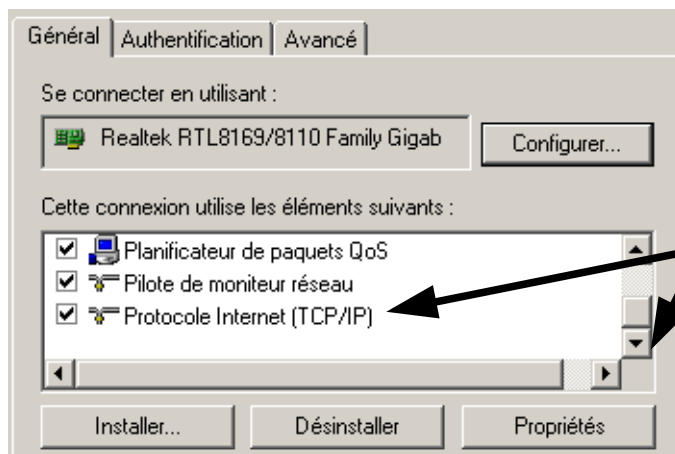 Général Authentification Avancé
Se connecter en utilisant :
Realtek RTL8169/8110 Family Gigab Configurer...
Cette connexion utilise les éléments suivants :
Planificateur de paquets QoS
Pilote de moniteur réseau
Protocole Internet (TCP/IP)
Installer... Désinstaller Propriétés